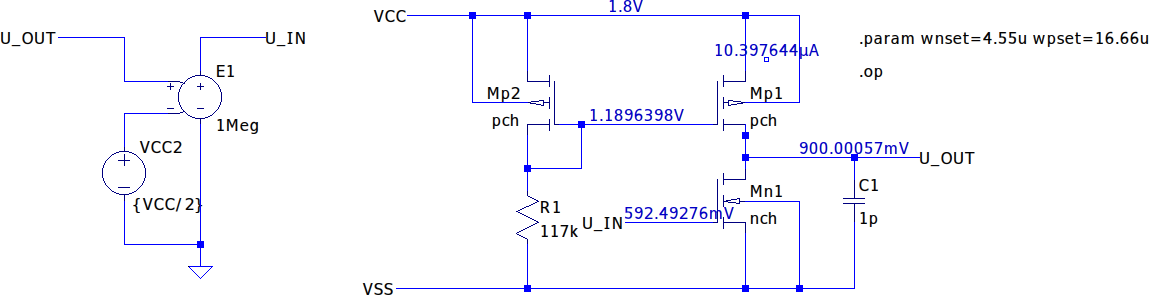 VCC
1.8V
U_OUT
U_IN
.param wnset=4.55u wpset=16.66u
10.397644µA
E1
.op
+
+
Mp2
Mp1
−
−
1.1896398V
pch
pch
1Meg
VCC2
900.00057mV
U_OUT
+
C1
Mn1
−
{VCC/2}
R1
592.49276mV
nch
1p
U_IN
117k
VSS